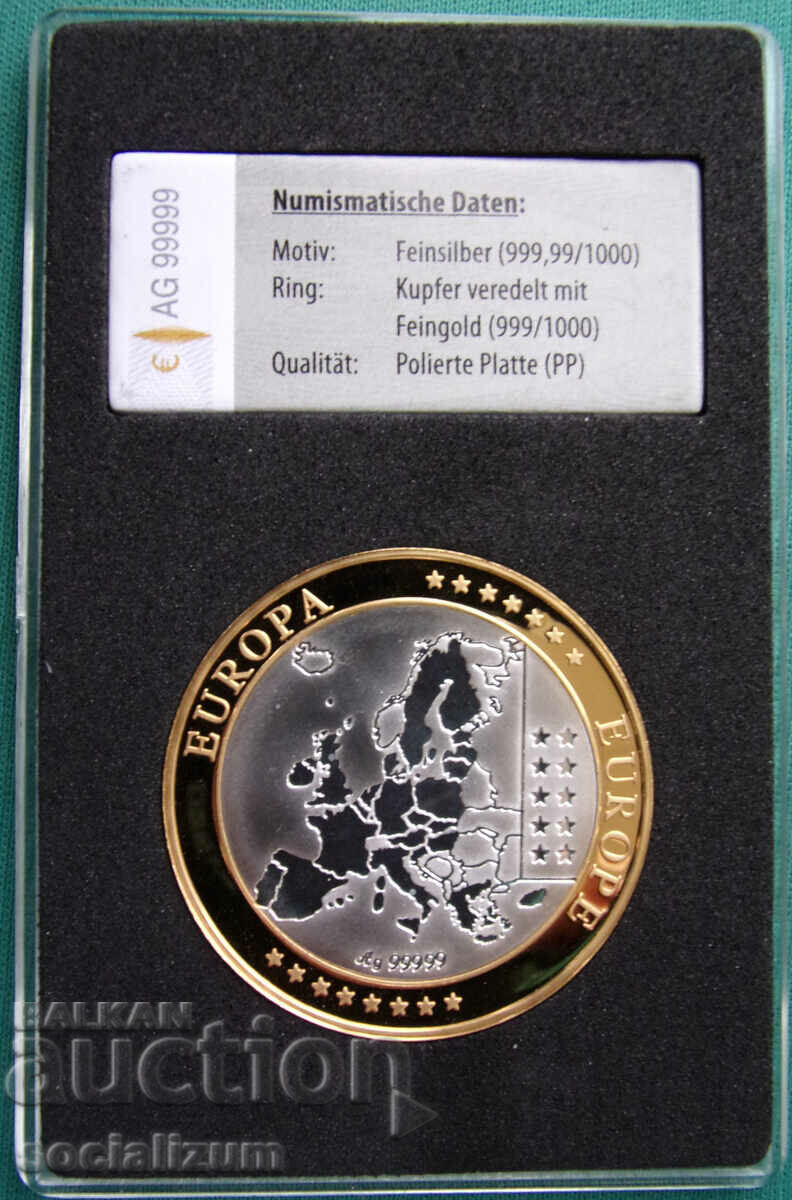 € AG 99999
Numismatische Daten:
Motiv: Feinsilber (999,99/1000)
Ring: Kupfer veredelt mit
Feingold (999/1000)
Qualität: Polierte Platte (PP)
EUROPA
EUROPE
Ag 99999
BALKAN
auction
socializum